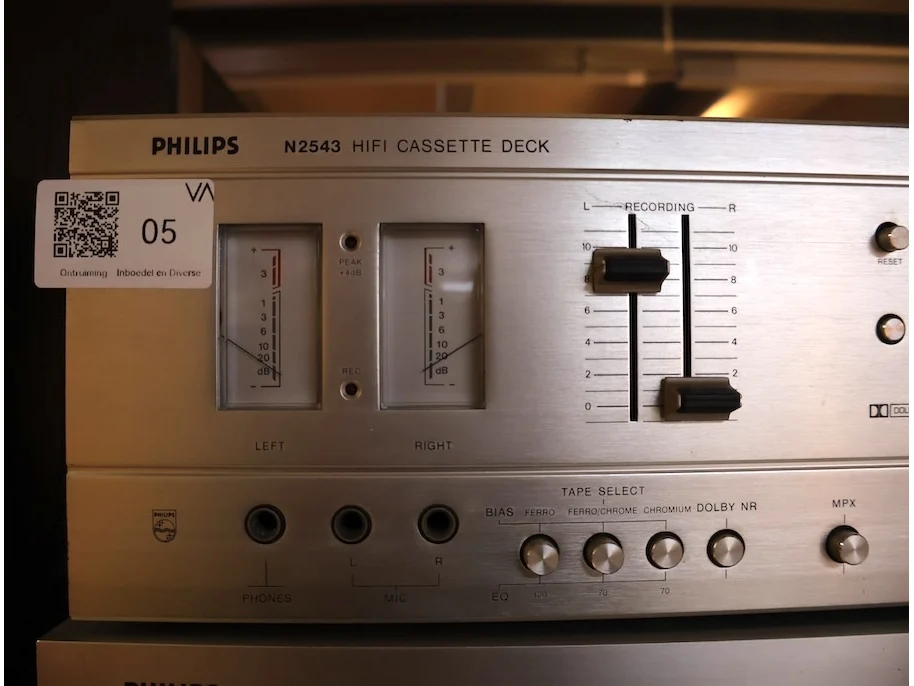 PHILIPS N2543 HIFI CASSETTE DECK
VA
05
Ontruiming Inboedel en Diverse
+ +
3 3
1 1
3 3
6 6
10 10
20 20
dB dB
- -
PEAK
+4dB
REC
LEFT RIGHT
L RECORDING R
10 10
8 8
6 6
4 4
2 2
0
RESET
PHILIPS
PHONES
L R
MIC
TAPE SELECT
BIAS FERRO FERRO/CHROME CHROMIUM DOLBY NR
EQ 120 70 70
MPX
PHILIPS